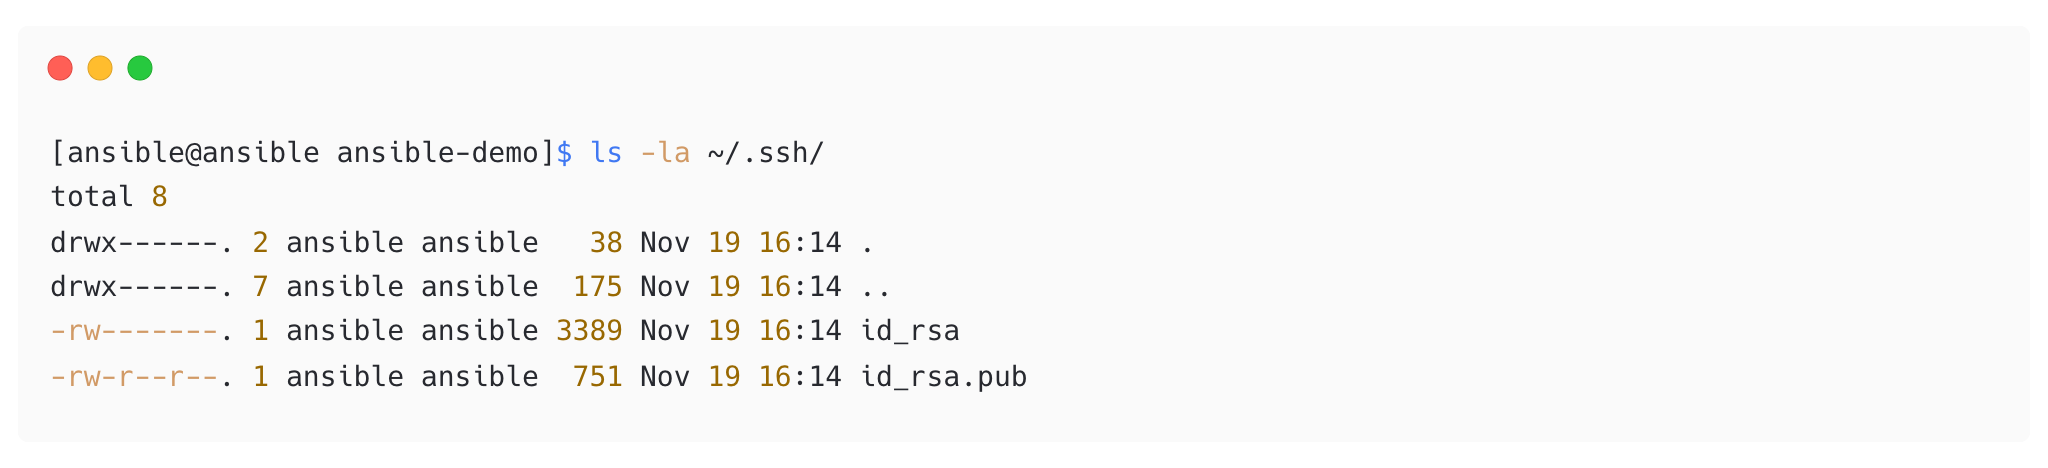 [ansible@ansible ansible-demo]$ ls -la ~/.ssh/
total 8
drwx------. 2 ansible ansible   38 Nov 19 16:14 .
drwx------. 7 ansible ansible  175 Nov 19 16:14 ..
-rw-------. 1 ansible ansible 3389 Nov 19 16:14 id_rsa
-rw-r--r--. 1 ansible ansible  751 Nov 19 16:14 id_rsa.pub